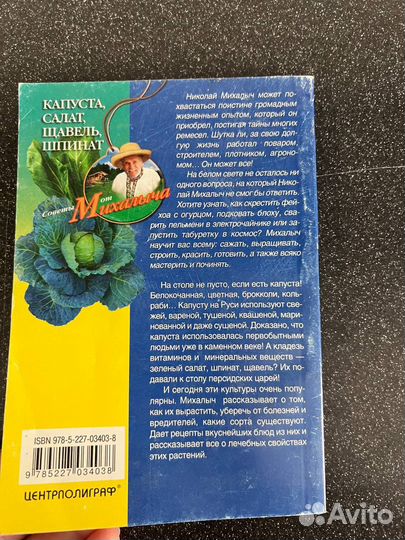 КАПУСТА,
САЛАТ,
ЩАВЕЛЬ,
ШПИНАТ
Советы от
Михалыча
Николай Михалыч может по-
хвастаться поистине громадным
жизненным опытом, который он
приобрел, постигая тайны многих
ремесел. Шутка ли, за свою дол-
гую жизнь работал поваром,
строителем, плотником, агроно-
мом... Он может все!
На белом свете не осталось ни
одного вопроса, на который Нико-
лай Михалыч не смог бы ответить.
Хотите узнать, как скрестить фей-
хоа с огурцом, подковать блоху, сва-
рить пельмени в электрочайнике или за-
пустить табуретку в космос? Михалыч
научит вас всему: сажать, выращивать,
строить, красить, готовить, а также всяко
мастерить и починять.
На столе не пусто, если есть капуста!
Белокочанная, цветная, брокколи, коль-
раби... Капусту на Руси используют све-
жей, вареной, тушеной, квашеной, мари-
нованной и даже сушеной. Доказано, что
капуста использовалась первобытными
людьми уже в каменном веке! А кладезь
витаминов и минеральных веществ —
зеленый салат, шпинат, щавель? Их по-
давали к столу персидских царей!
И сегодня эти культуры очень попу-
лярны. Михалыч рассказывает о том,
как их вырастить, уберечь от болезней и
вредителей, какие сорта существуют.
Дает рецепты вкуснейших блюд из них и
рассказывает все о лечебных свойствах
этих растений.
ISBN 978-5-227-03403-8
9 785227 034038
ЦЕНТРПОЛИГРАФ®
Avito